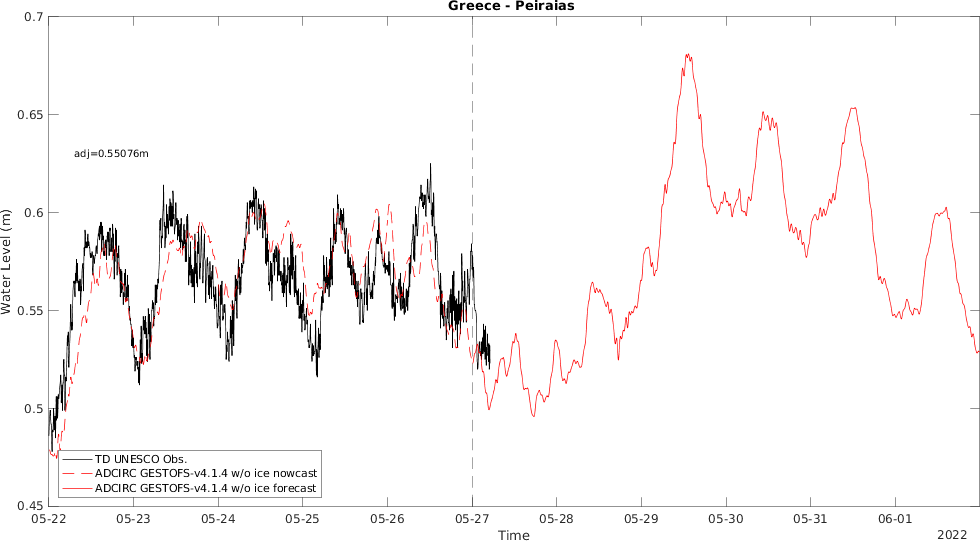 Greece - Peiraias
0.7
0.65
0.6
0.55
0.5
0.45
Water Level (m)
adj=0.55076m
TD UNESCO Obs.
ADCIRC GESTOFS-v4.1.4 w/o ice nowcast
ADCIRC GESTOFS-v4.1.4 w/o ice forecast
05-22 05-23 05-24 05-25 05-26 05-27 05-28 05-29 05-30 05-31 06-01
Time
2022